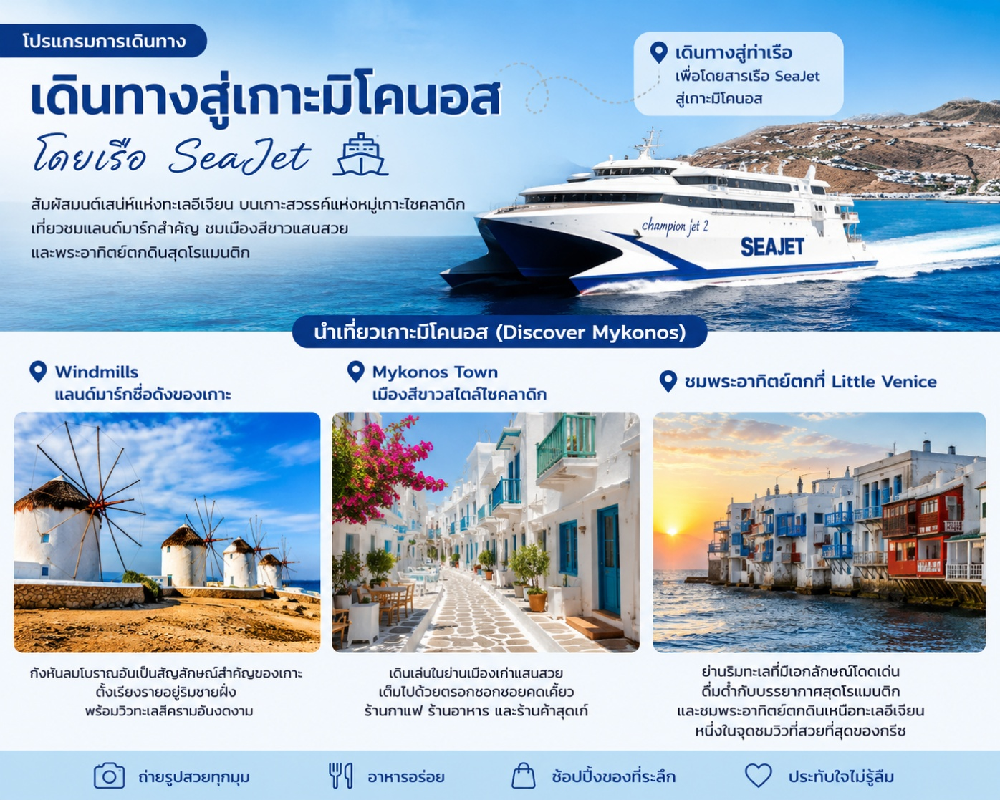 โปรแกรมการเดินทาง
เดินทางสู่เกาะมิโคนอส
โดยเรือ SeaJet
สัมผัสมนต์เสน่ห์แห่งทะเลอีเจียน บนเกาะสวรรค์แห่งหมู่เกาะไซคลาดิก
เที่ยวชมแลนด์มาร์กสำคัญ ชมเมืองสีขาวแสนสวย
และพระอาทิตย์ตกดินสุดโรแมนติก
เดินทางสู่ท่าเรือ
เพื่อโดยสารเรือ SeaJet
สู่เกาะมิโคนอส
champion jet 2
SEAJET
นำเที่ยวเกาะมิโคนอส (Discover Mykonos)
Windmills
แลนด์มาร์กชื่อดังของเกาะ
Mykonos Town
เมืองสีขาวสไตล์ไซคลาดิก
ชมพระอาทิตย์ตกที่ Little Venice
กังหันลมโบราณอันเป็นสัญลักษณ์สำคัญของเกาะ
ตั้งเรียงรายอยู่ริมชายฝั่ง
พร้อมวิวทะเลสีครามอันงดงาม
เดินเล่นในย่านเมืองเก่าแสนสวย
เต็มไปด้วยตรอกซอกซอยคดเคี้ยว
ร้านกาแฟ ร้านอาหาร และร้านค้าสุดเก๋
ย่านริมทะเลที่มีเอกลักษณ์โดดเด่น
ดื่มด่ำกับบรรยากาศสุดโรแมนติก
และชมพระอาทิตย์ตกดินเหนือทะเลอีเจียน
หนึ่งในจุดชมวิวที่สวยที่สุดของกรีซ
ถ่ายรูปสวยทุกมุม
อาหารอร่อย
ช้อปปิ้งของที่ระลึก
ประทับใจไม่รู้ลืม